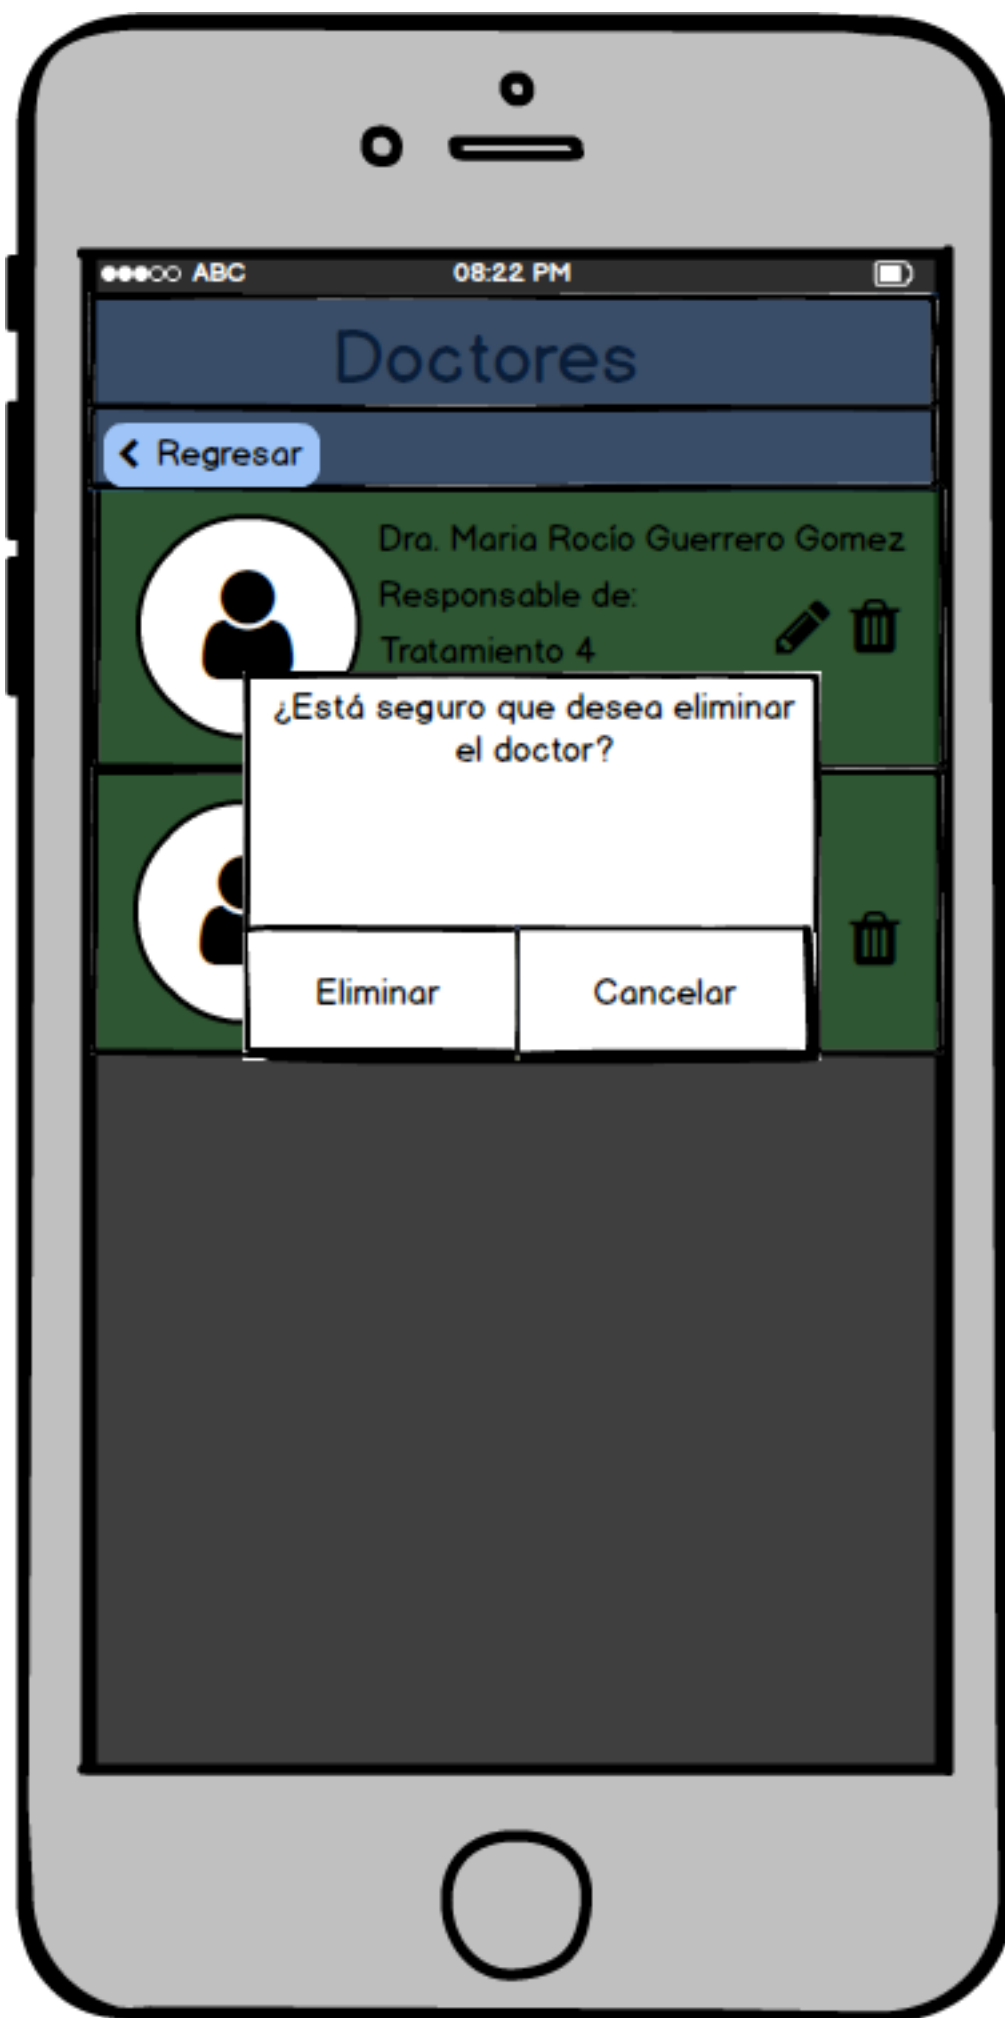 ABC 08:22 PM
Doctores
Regresar
Dra. Maria Rocío Guerrero Gomez
Responsable de:
Tratamiento 4
¿Está seguro que desea eliminar
el doctor?
Eliminar Cancelar